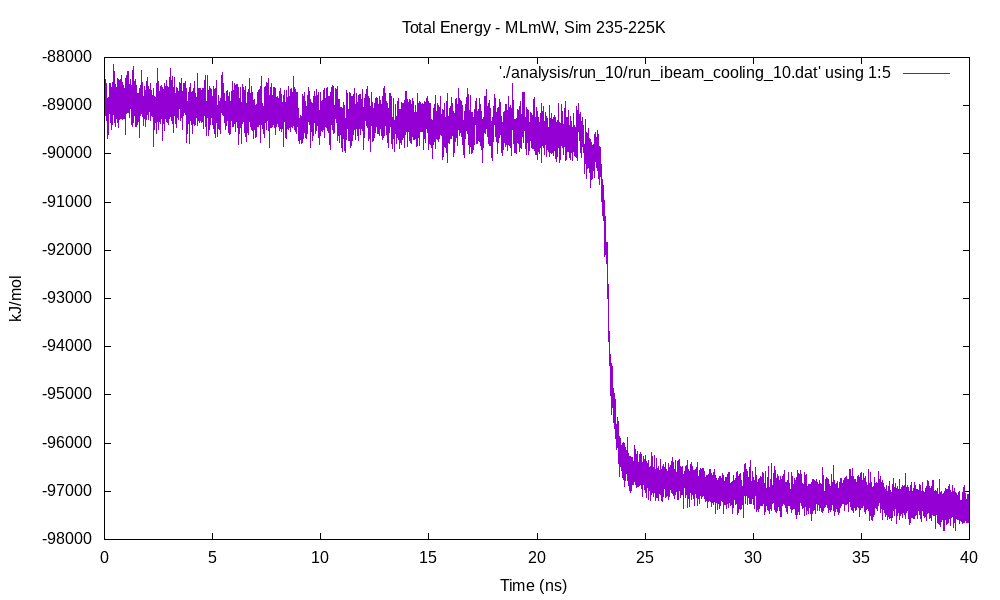 Total Energy - MLmW, Sim 235-225K
'./analysis/run_10/run_ibeam_cooling_10.dat' using 1:5
-88000
-89000
-90000
-91000
-92000
-93000
-94000
-95000
-96000
-97000
-98000
kJ/mol
0 5 10 15 20 25 30 35 40
Time (ns)